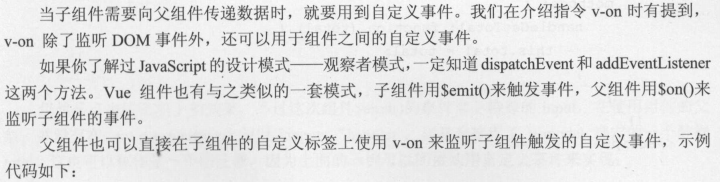 当子组件需要向父组件传递数据时，就要用到自定义事件。我们在介绍指令 v-on 时有提到，
v-on 除了监听 DOM 事件外，还可以用于组件之间的自定义事件。
如果你了解过 JavaScript 的设计模式——观察者模式，一定知道 dispatchEvent 和 addEventListener
这两个方法。Vue 组件也有与之类似的一套模式，子组件用$emit()来触发事件，父组件用$on()来
监听子组件的事件。
父组件也可以直接在子组件的自定义标签上使用 v-on 来监听子组件触发的自定义事件，示例
代码如下：